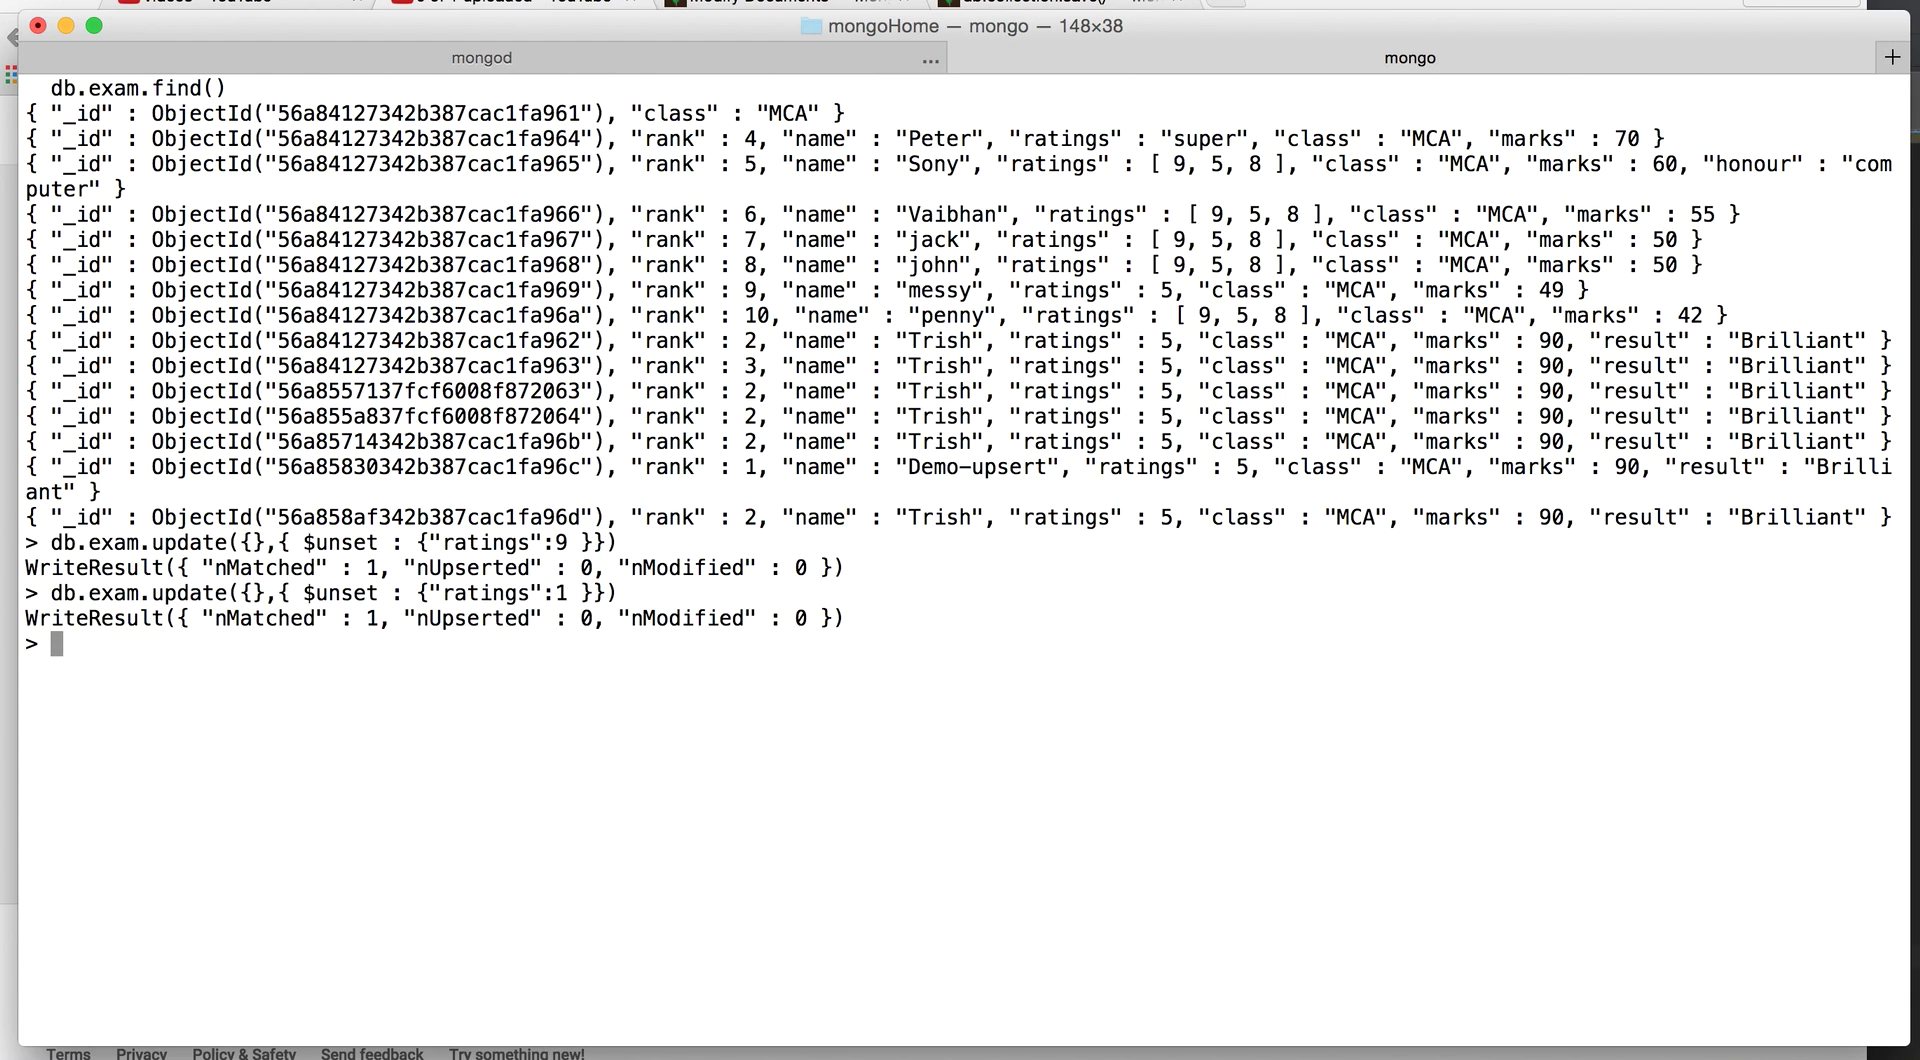 mongoHome — mongo — 148×38
mongod
...
mongo
+
db.exam.find()
{ "_id" : ObjectId("56a84127342b387cac1fa961"), "class" : "MCA" }
{ "_id" : ObjectId("56a84127342b387cac1fa964"), "rank" : 4, "name" : "Peter", "ratings" : "super", "class" : "MCA", "marks" : 70 }
{ "_id" : ObjectId("56a84127342b387cac1fa965"), "rank" : 5, "name" : "Sony", "ratings" : [ 9, 5, 8 ], "class" : "MCA", "marks" : 60, "honour" : "com
puter" }
{ "_id" : ObjectId("56a84127342b387cac1fa966"), "rank" : 6, "name" : "Vaibhan", "ratings" : [ 9, 5, 8 ], "class" : "MCA", "marks" : 55 }
{ "_id" : ObjectId("56a84127342b387cac1fa967"), "rank" : 7, "name" : "jack", "ratings" : [ 9, 5, 8 ], "class" : "MCA", "marks" : 50 }
{ "_id" : ObjectId("56a84127342b387cac1fa968"), "rank" : 8, "name" : "john", "ratings" : [ 9, 5, 8 ], "class" : "MCA", "marks" : 50 }
{ "_id" : ObjectId("56a84127342b387cac1fa969"), "rank" : 9, "name" : "messy", "ratings" : 5, "class" : "MCA", "marks" : 49 }
{ "_id" : ObjectId("56a84127342b387cac1fa96a"), "rank" : 10, "name" : "penny", "ratings" : [ 9, 5, 8 ], "class" : "MCA", "marks" : 42 }
{ "_id" : ObjectId("56a84127342b387cac1fa962"), "rank" : 2, "name" : "Trish", "ratings" : 5, "class" : "MCA", "marks" : 90, "result" : "Brilliant" }
{ "_id" : ObjectId("56a84127342b387cac1fa963"), "rank" : 3, "name" : "Trish", "ratings" : 5, "class" : "MCA", "marks" : 90, "result" : "Brilliant" }
{ "_id" : ObjectId("56a8557137fcf6008f872063"), "rank" : 2, "name" : "Trish", "ratings" : 5, "class" : "MCA", "marks" : 90, "result" : "Brilliant" }
{ "_id" : ObjectId("56a855a837fcf6008f872064"), "rank" : 2, "name" : "Trish", "ratings" : 5, "class" : "MCA", "marks" : 90, "result" : "Brilliant" }
{ "_id" : ObjectId("56a85714342b387cac1fa96b"), "rank" : 2, "name" : "Trish", "ratings" : 5, "class" : "MCA", "marks" : 90, "result" : "Brilliant" }
{ "_id" : ObjectId("56a85830342b387cac1fa96c"), "rank" : 1, "name" : "Demo-upsert", "ratings" : 5, "class" : "MCA", "marks" : 90, "result" : "Brilli
ant" }
{ "_id" : ObjectId("56a858af342b387cac1fa96d"), "rank" : 2, "name" : "Trish", "ratings" : 5, "class" : "MCA", "marks" : 90, "result" : "Brilliant" }
> db.exam.update({},{ $unset : {"ratings":9 }})
WriteResult({ "nMatched" : 1, "nUpserted" : 0, "nModified" : 0 })
> db.exam.update({},{ $unset : {"ratings":1 }})
WriteResult({ "nMatched" : 1, "nUpserted" : 0, "nModified" : 0 })
>
Terms Privacy Policy & Safety Send feedback Try something new!